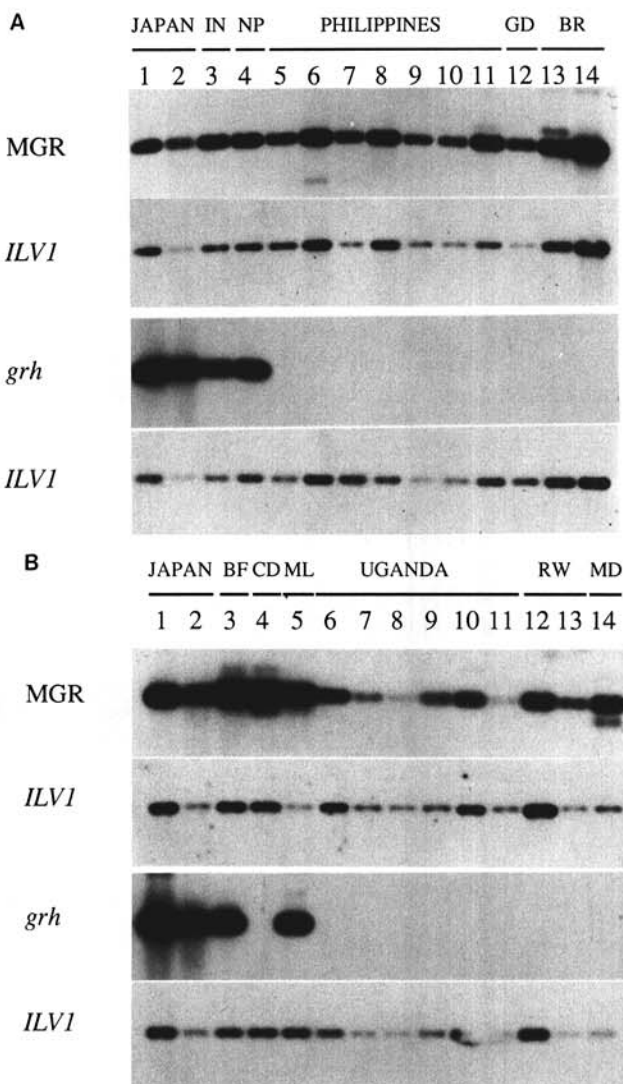 A
JAPAN IN NP PHILIPPINES GD BR
1 2 3 4 5 6 7 8 9 10 11 12 13 14
MGR
ILV1
grh
ILV1
B
JAPAN BF CD ML UGANDA RW MD
1 2 3 4 5 6 7 8 9 10 11 12 13 14
MGR
ILV1
grh
ILV1